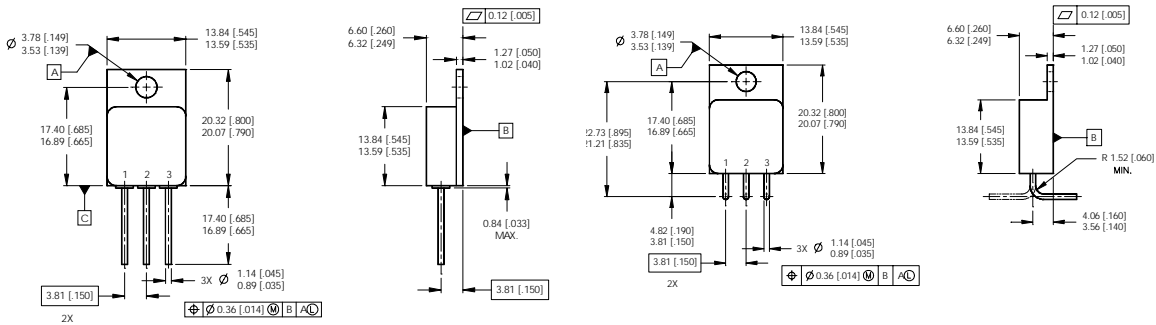 0.12 [.005]
6.60 [.260]
6.32 [.249]
1.27 [.050]
1.02 [.040]
13.84 [.545]
13.59 [.535]
Ø 3.78 [.149]
3.53 [.139]
A
17.40 [.685]
16.89 [.665]
20.32 [.800]
20.07 [.790]
1 2 3
C
17.40 [.685]
16.89 [.665]
3X Ø 1.14 [.045]
0.89 [.035]
3.81 [.150]
2X
⌖ Ø 0.36 [.014] Ⓜ B AⓁ
13.84 [.545]
13.59 [.535]
B
0.84 [.033]
MAX.
3.81 [.150]
Ø 3.78 [.149]
3.53 [.139]
13.84 [.545]
13.59 [.535]
A
22.73 [.895]
21.21 [.835]
17.40 [.685]
16.89 [.665]
20.32 [.800]
20.07 [.790]
1 2 3
4.82 [.190]
3.81 [.150]
3X Ø 1.14 [.045]
0.89 [.035]
3.81 [.150]
2X
⌖ Ø 0.36 [.014] Ⓜ B AⓁ
0.12 [.005]
6.60 [.260]
6.32 [.249]
1.27 [.050]
1.02 [.040]
13.84 [.545]
13.59 [.535]
B
R 1.52 [.060]
MIN.
4.06 [.160]
3.56 [.140]